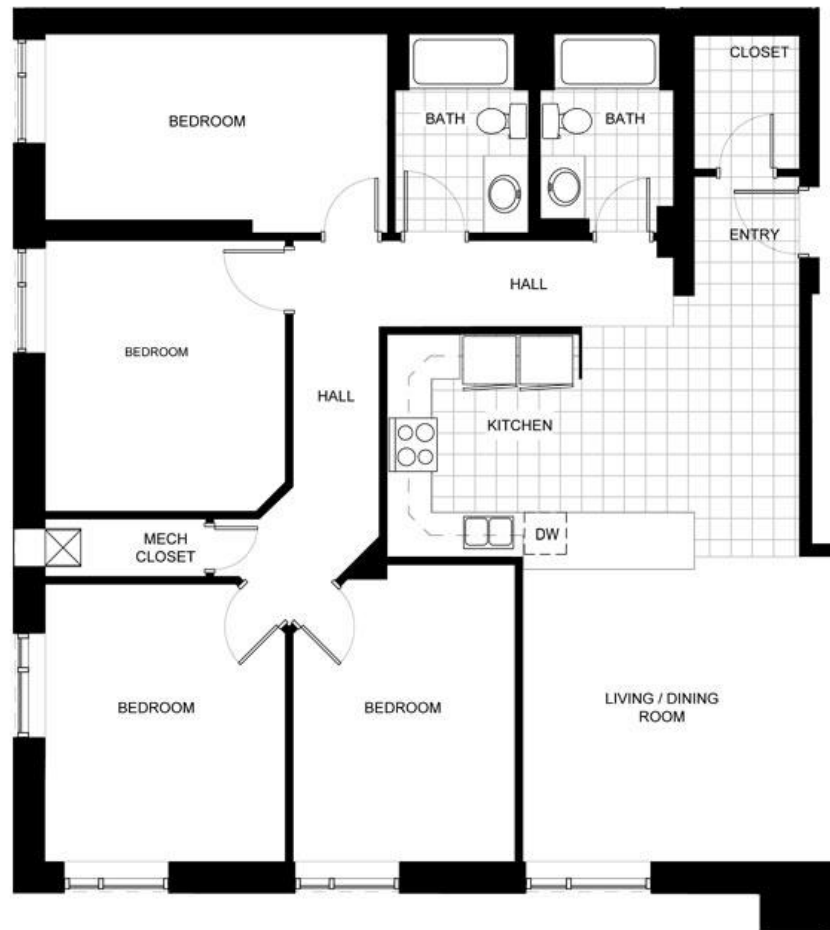 CLOSET
BEDROOM
BATH
BATH
ENTRY
HALL
BEDROOM
HALL
KITCHEN
MECH
CLOSET
DW
BEDROOM
BEDROOM
LIVING / DINING
ROOM